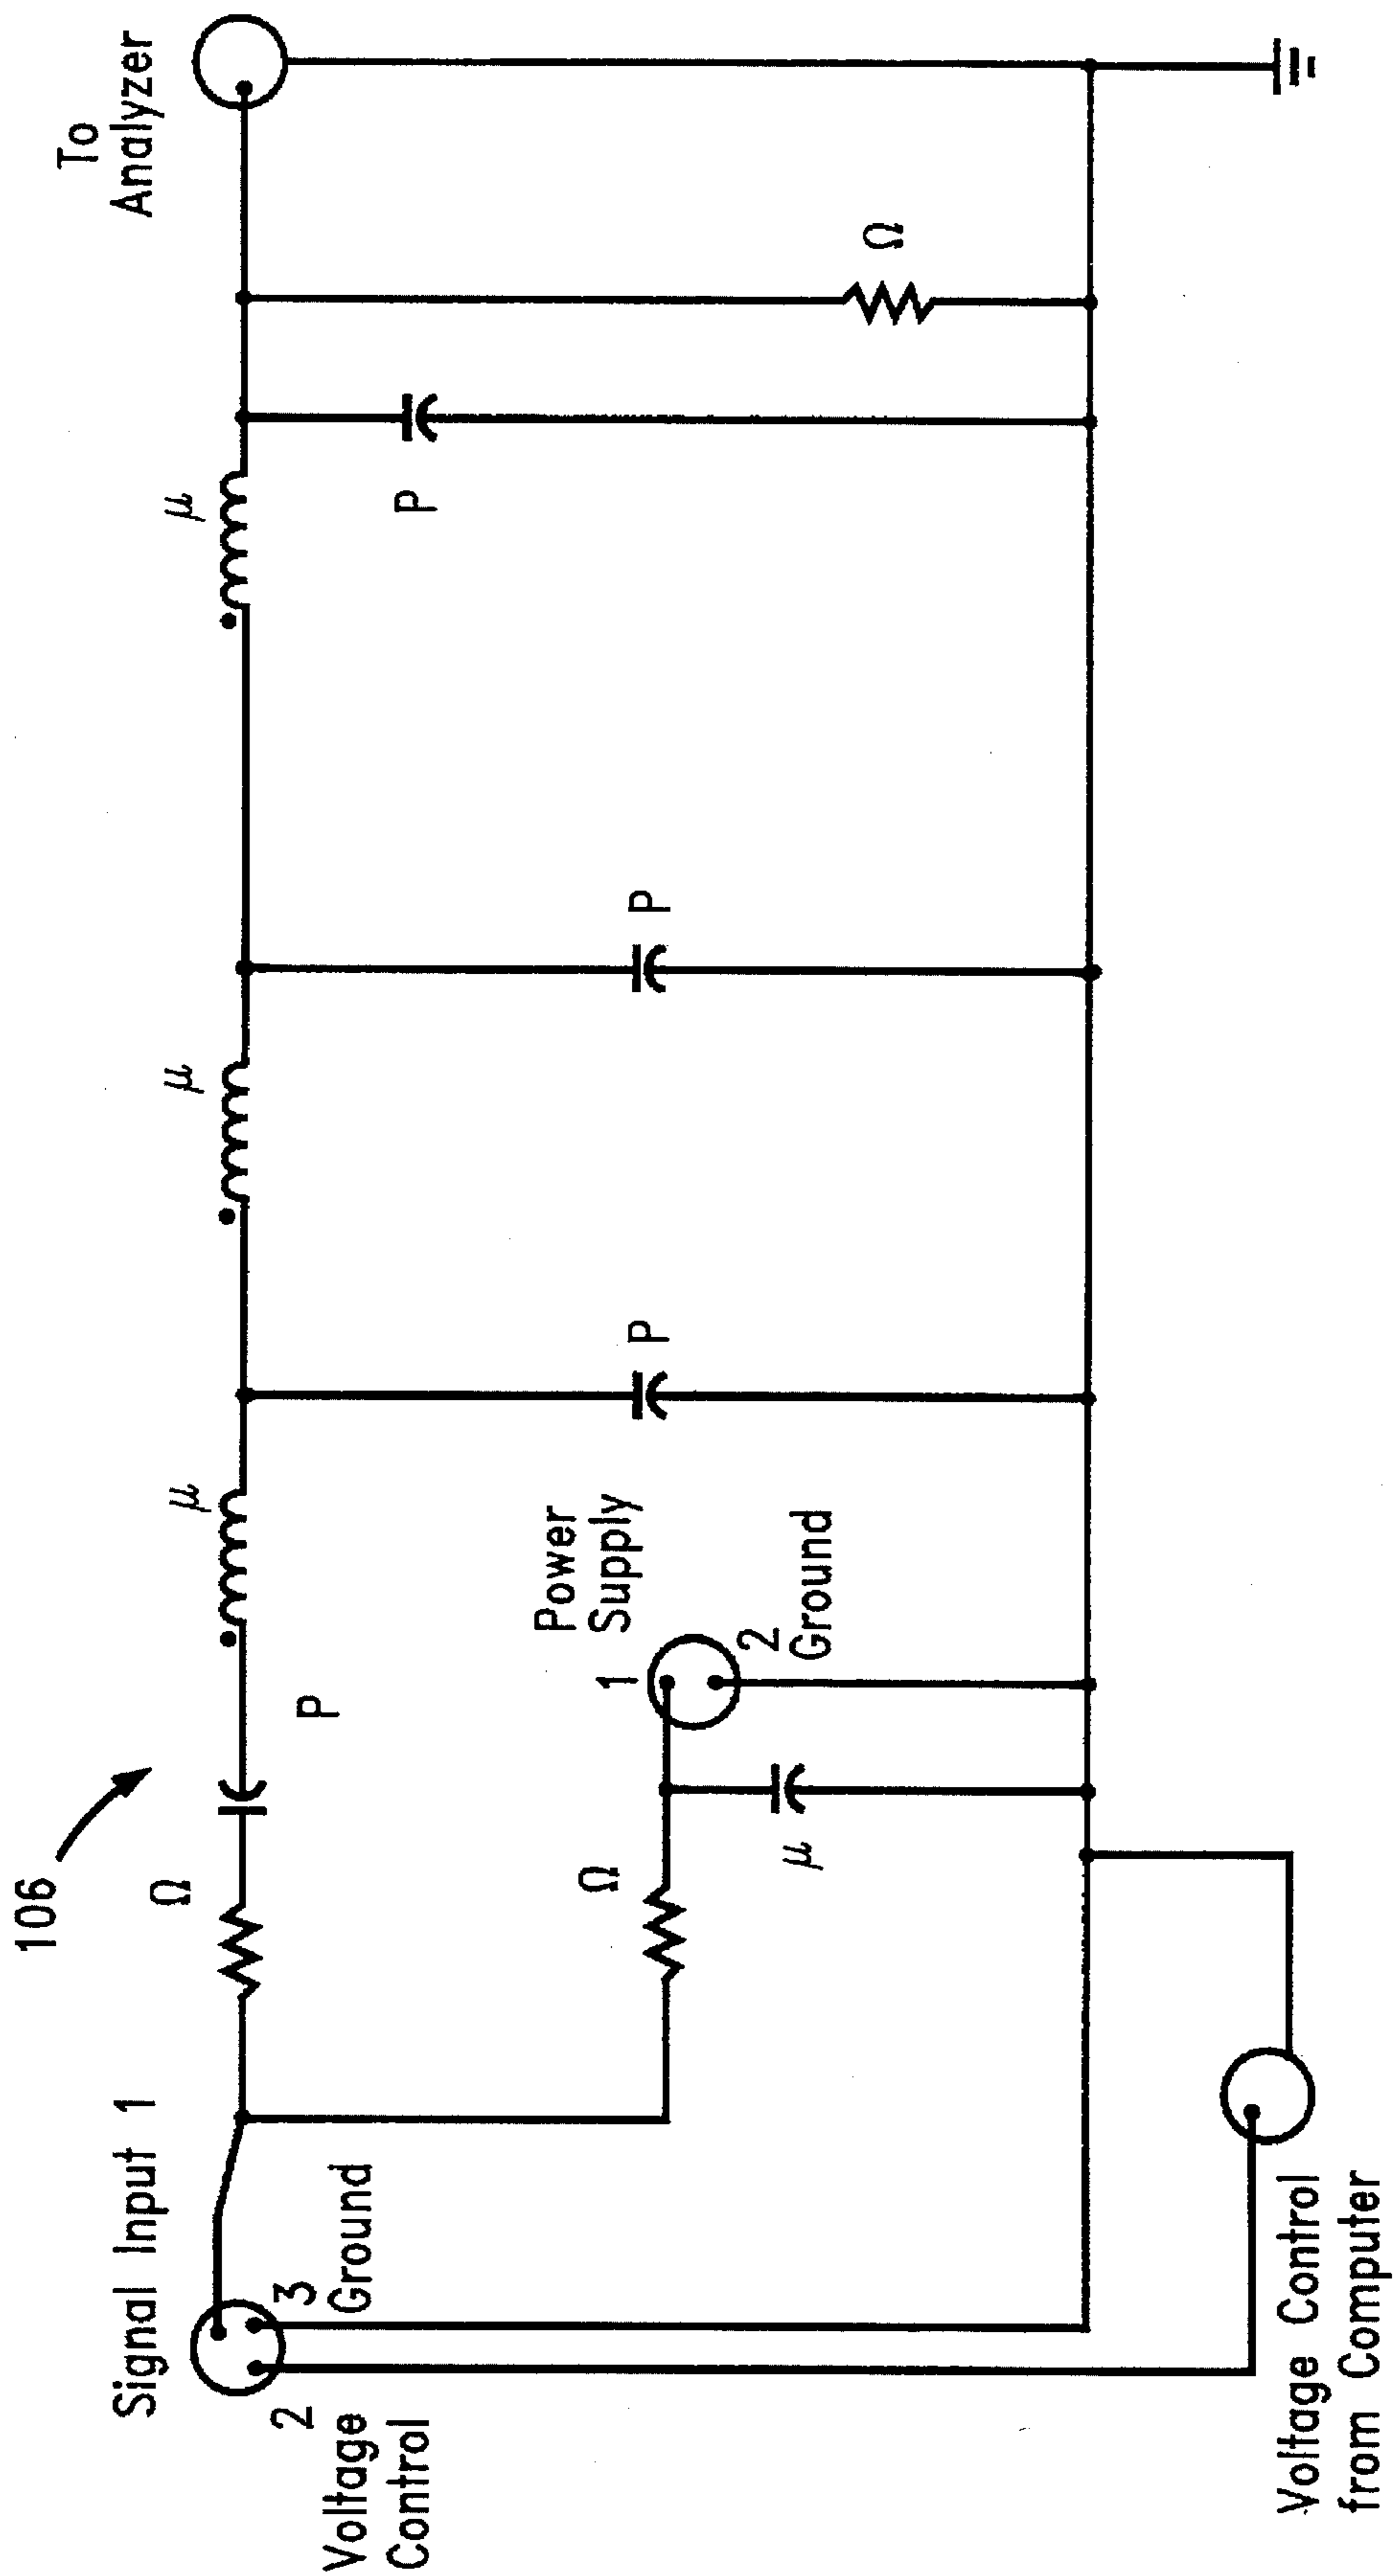 106
Signal Input 1
2
Voltage
Control
3
Ground
Ω
P
μ
μ
μ
To
Analyzer
Ω
μ
1
Power
Supply
2
Ground
P
P
P
Ω
Voltage Control
from Computer